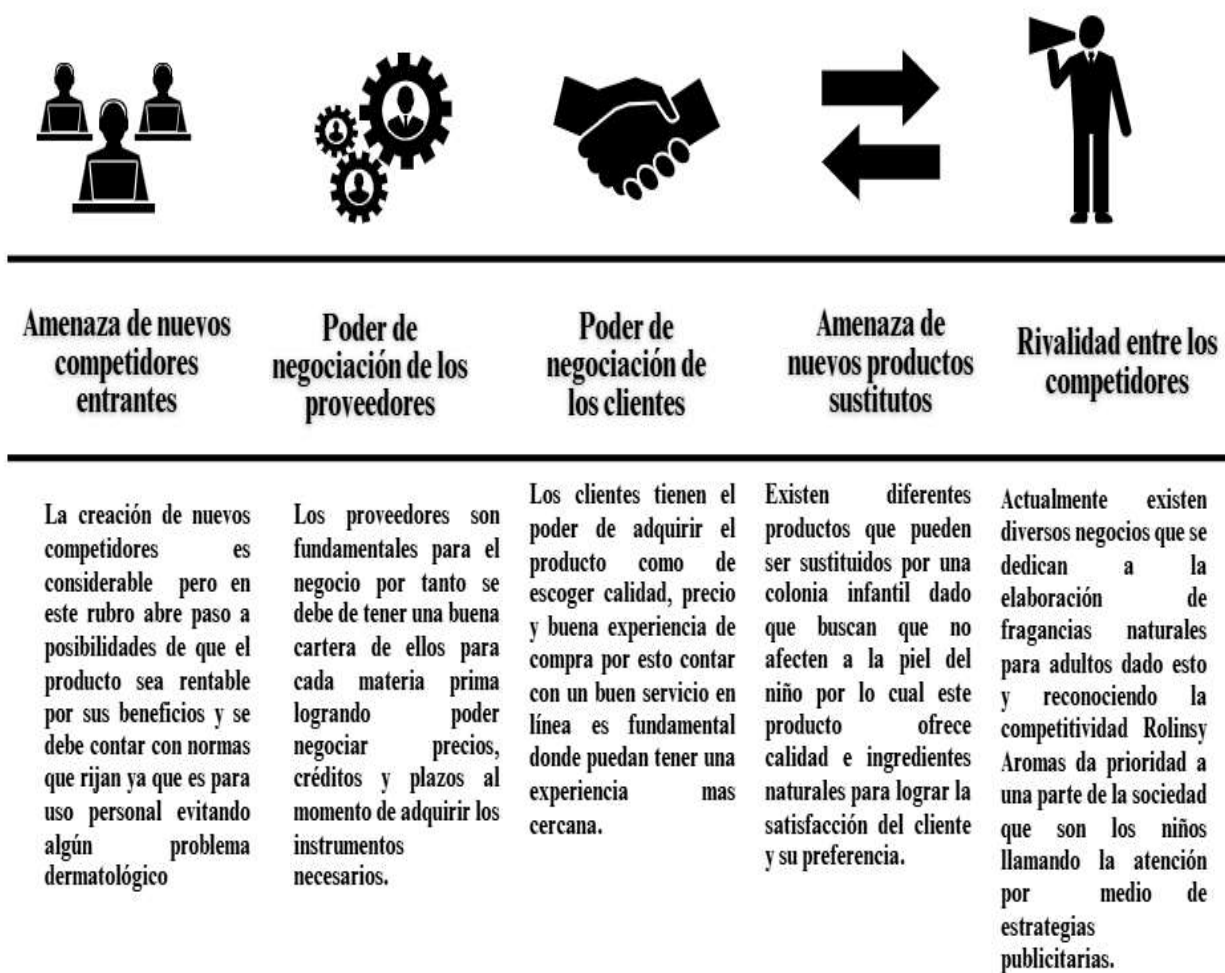 Amenaza de nuevos
competidores
entrantes
Poder de
negociación de los
proveedores
Poder de
negociación de
los clientes
Amenaza de
nuevos productos
sustitutos
Rivalidad entre los
competidores
La creación de nuevos
competidores es
considerable pero en
este rubro abre paso a
posibilidades de que el
producto sea rentable
por sus beneficios y se
debe contar con normas
que rijan ya que es para
uso personal evitando
algún problema
dermatológico
Los proveedores son
fundamentales para el
negocio por tanto se
debe de tener una buena
cartera de ellos para
cada materia prima
logrando poder
negociar precios,
créditos y plazos al
momento de adquirir los
instrumentos
necesarios.
Los clientes tienen el
poder de adquirir el
producto como de
escoger calidad, precio
y buena experiencia de
compra por esto contar
con un buen servicio en
línea es fundamental
donde puedan tener una
experiencia mas
cercana.
Existen diferentes
productos que pueden
ser sustituidos por una
colonia infantil dado
que buscan que no
afecten a la piel del
niño por lo cual este
producto ofrece
calidad e ingredientes
naturales para lograr la
satisfacción del cliente
y su preferencia.
Actualmente existen
diversos negocios que se
dedican a la
elaboración de
fragancias naturales
para adultos dado esto
y reconociendo la
competitividad Rolinsy
Aromas da prioridad a
una parte de la sociedad
que son los niños
llamando la atención
por medio de
estrategias
publicitarias.